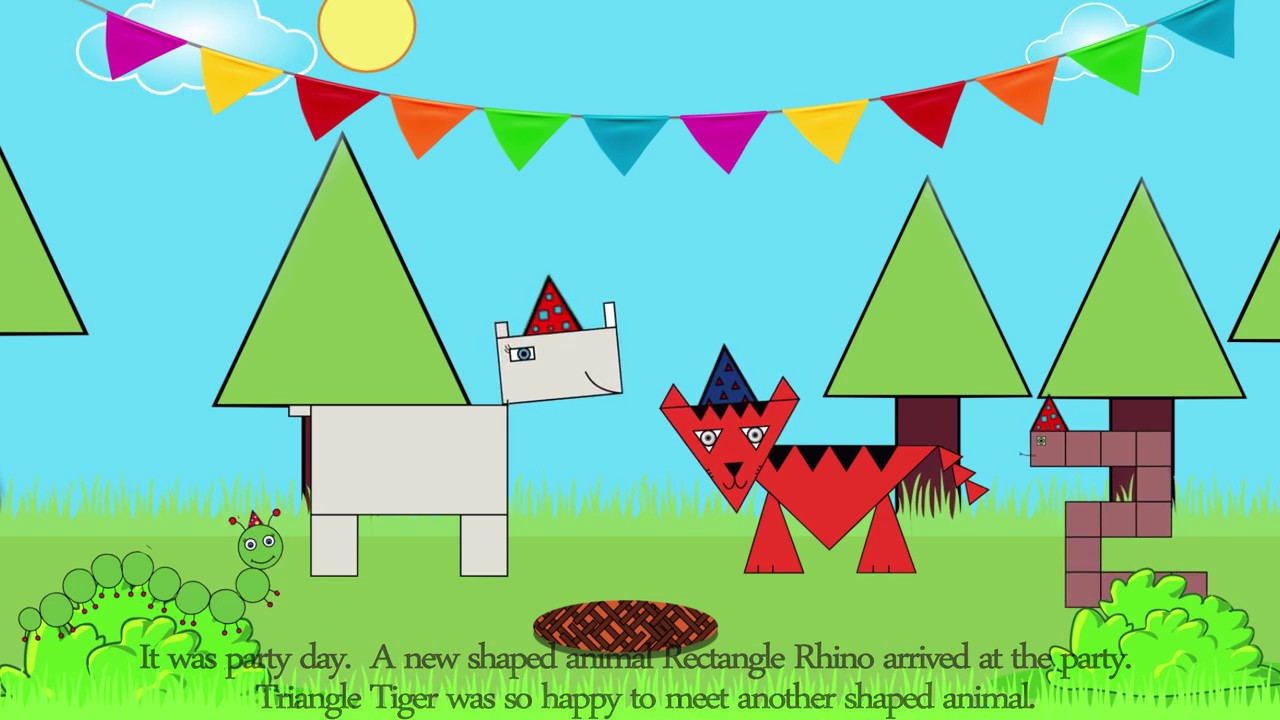 It was party day.  A new shaped animal Rectangle Rhino arrived at the party.
Triangle Tiger was so happy to meet another shaped animal.